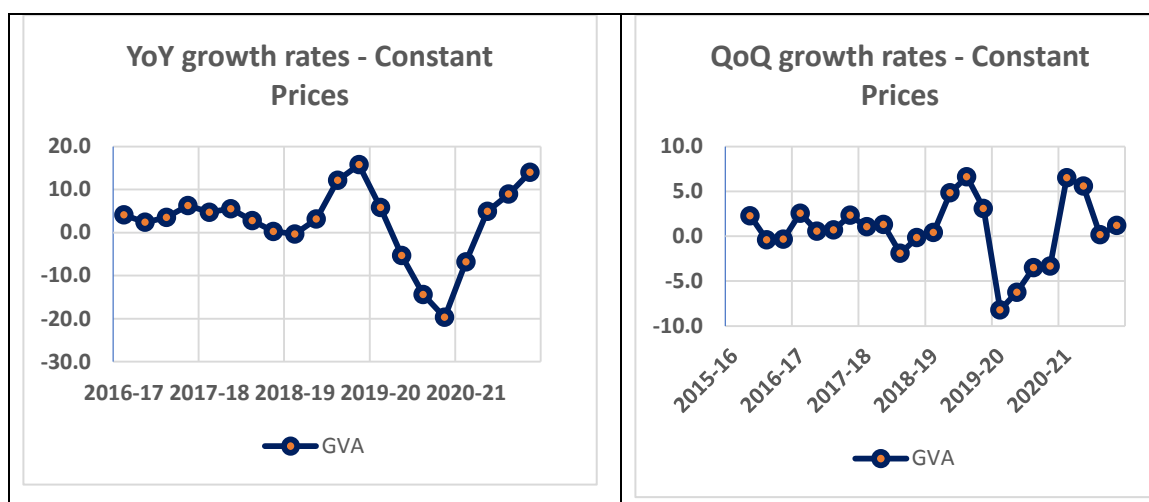 YoY growth rates - Constant
Prices
20.0
10.0
0.0
-10.0
-20.0
-30.0
2016-17 2017-18 2018-19 2019-20 2020-21
GVA
QoQ growth rates - Constant
Prices
10.0
5.0
0.0
-5.0
-10.0
2015-16
2016-17
2017-18
2018-19
2019-20
2020-21
GVA